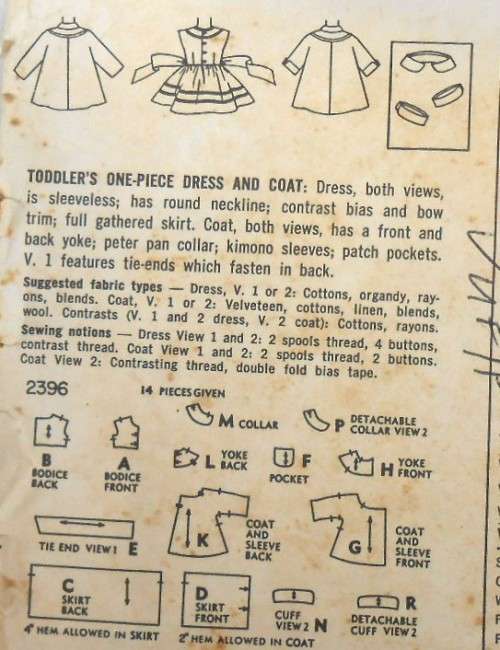 TODDLER'S ONE-PIECE DRESS AND COAT: Dress, both views,
is sleeveless; has round neckline; contrast bias and bow
trim; full gathered skirt. Coat, both views, has a front and
back yoke; peter pan collar; kimono sleeves; patch pockets.
V. 1 features tie-ends which fasten in back.
Suggested fabric types — Dress, V. 1 or 2: Cottons, organdy, ray-
ons, blends. Coat, V. 1 or 2: Velveteen, cottons, linen, blends,
wool. Contrasts (V. 1 and 2 dress, V. 2 coat): Cottons, rayons.
Sewing notions — Dress View 1 and 2: 2 spools thread, 4 buttons,
contrast thread. Coat View 1 and 2: 2 spools thread, 2 buttons.
Coat View 2: Contrasting thread, double fold bias tape.
2396 14 PIECES GIVEN
M COLLAR
P DETACHABLE COLLAR VIEW 2
B BODICE BACK
A BODICE FRONT
L YOKE BACK
F POCKET
H YOKE FRONT
TIE END VIEW 1 E
K COAT AND SLEEVE BACK
G COAT AND SLEEVE FRONT
C SKIRT BACK
4" HEM ALLOWED IN SKIRT
D SKIRT FRONT
2" HEM ALLOWED IN COAT
CUFF VIEW 2 N
R DETACHABLE CUFF VIEW 2